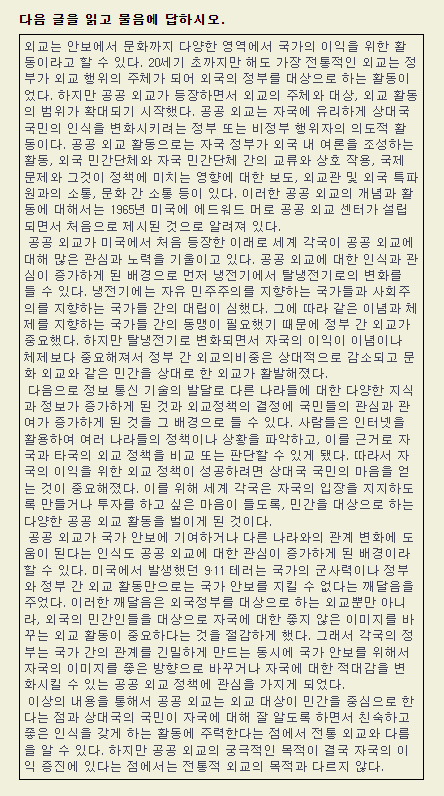 다음 글을 읽고 물음에 답하시오.
외교는 안보에서 문화까지 다양한 영역에서 국가의 이익을 위한 활
동이라고 할 수 있다. 20세기 초까지만 해도 가장 전통적인 외교는 정
부가 외교 행위의 주체가 되어 외국의 정부를 대상으로 하는 활동이
었다. 하지만 공공 외교가 등장하면서 외교의 주체와 대상, 외교 활동
의 범위가 확대되기 시작했다. 공공 외교는 자국에 유리하게 상대국
국민의 인식을 변화시키려는 정부 또는 비정부 행위자의 의도적 활
동이다. 공공 외교 활동으로는 자국 정부가 외국 내 여론을 조성하는
활동, 외국 민간단체와 자국 민간단체 간의 교류와 상호 작용, 국제
문제와 그것이 정책에 미치는 영향에 대한 보도, 외교관 및 외국 특파
원과의 소통, 문화 간 소통 등이 있다. 이러한 공공 외교의 개념과 활
동에 대해서는 1965년 미국에 에드워드 머로 공공 외교 센터가 설립
되면서 처음으로 제시된 것으로 알려져 있다.
공공 외교가 미국에서 처음 등장한 이래로 세계 각국이 공공 외교에
대해 많은 관심과 노력을 기울이고 있다. 공공 외교에 대한 인식과 관
심이 증가하게 된 배경으로 먼저 냉전기에서 탈냉전기로의 변화를
들 수 있다. 냉전기에는 자유 민주주의를 지향하는 국가들과 사회주
의를 지향하는 국가들 간의 대립이 심했다. 그에 따라 같은 이념과 체
제를 지향하는 국가들 간의 동맹이 필요했기 때문에 정부 간 외교가
중요했다. 하지만 탈냉전기로 변화되면서 자국의 이익이 이념이나
체제보다 중요해져서 정부 간 외교의비중은 상대적으로 감소되고 문
화 외교와 같은 민간을 상대로 한 외교가 활발해졌다.
다음으로 정보 통신 기술의 발달로 다른 나라들에 대한 다양한 지식
과 정보가 증가하게 된 것과 외교정책의 결정에 국민들의 관심과 관
여가 증가하게 된 것을 그 배경으로 들 수 있다. 사람들은 인터넷을
활용하여 여러 나라들의 정책이나 상황을 파악하고, 이를 근거로 자
국과 타국의 외교 정책을 비교 또는 판단할 수 있게 됐다. 따라서 자
국의 이익을 위한 외교 정책이 성공하려면 상대국 국민의 마음을 얻
는 것이 중요해졌다. 이를 위해 세계 각국은 자국의 입장을 지지하도
록 만들거나 투자를 하고 싶은 마음이 들도록, 민간을 대상으로 하는
다양한 공공 외교 활동을 벌이게 된 것이다.
공공 외교가 국가 안보에 기여하거나 다른 나라와의 관계 변화에 도
움이 된다는 인식도 공공 외교에 대한 관심이 증가하게 된 배경이라
할 수 있다. 미국에서 발생했던 9·11 테러는 국가의 군사력이나 정부
와 정부 간 외교 활동만으로는 국가 안보를 지킬 수 없다는 깨달음을
주었다. 이러한 깨달음은 외국정부를 대상으로 하는 외교뿐만 아니
라, 외국의 민간인들을 대상으로 자국에 대한 좋지 않은 이미지를 바
꾸는 외교 활동이 중요하다는 것을 절감하게 했다. 그래서 각국의 정
부는 국가 간의 관계를 긴밀하게 만드는 동시에 국가 안보를 위해서
자국의 이미지를 좋은 방향으로 바꾸거나 자국에 대한 적대감을 변
화시킬 수 있는 공공 외교 정책에 관심을 가지게 되었다.
이상의 내용을 통해서 공공 외교는 외교 대상이 민간을 중심으로 한
다는 점과 상대국의 국민이 자국에 대해 잘 알도록 하면서 친숙하고
좋은 인식을 갖게 하는 활동에 주력한다는 점에서 전통 외교와 다름
을 알 수 있다. 하지만 공공 외교의 궁극적인 목적이 결국 자국의 이
익 증진에 있다는 점에서는 전통적 외교의 목적과 다르지 않다.